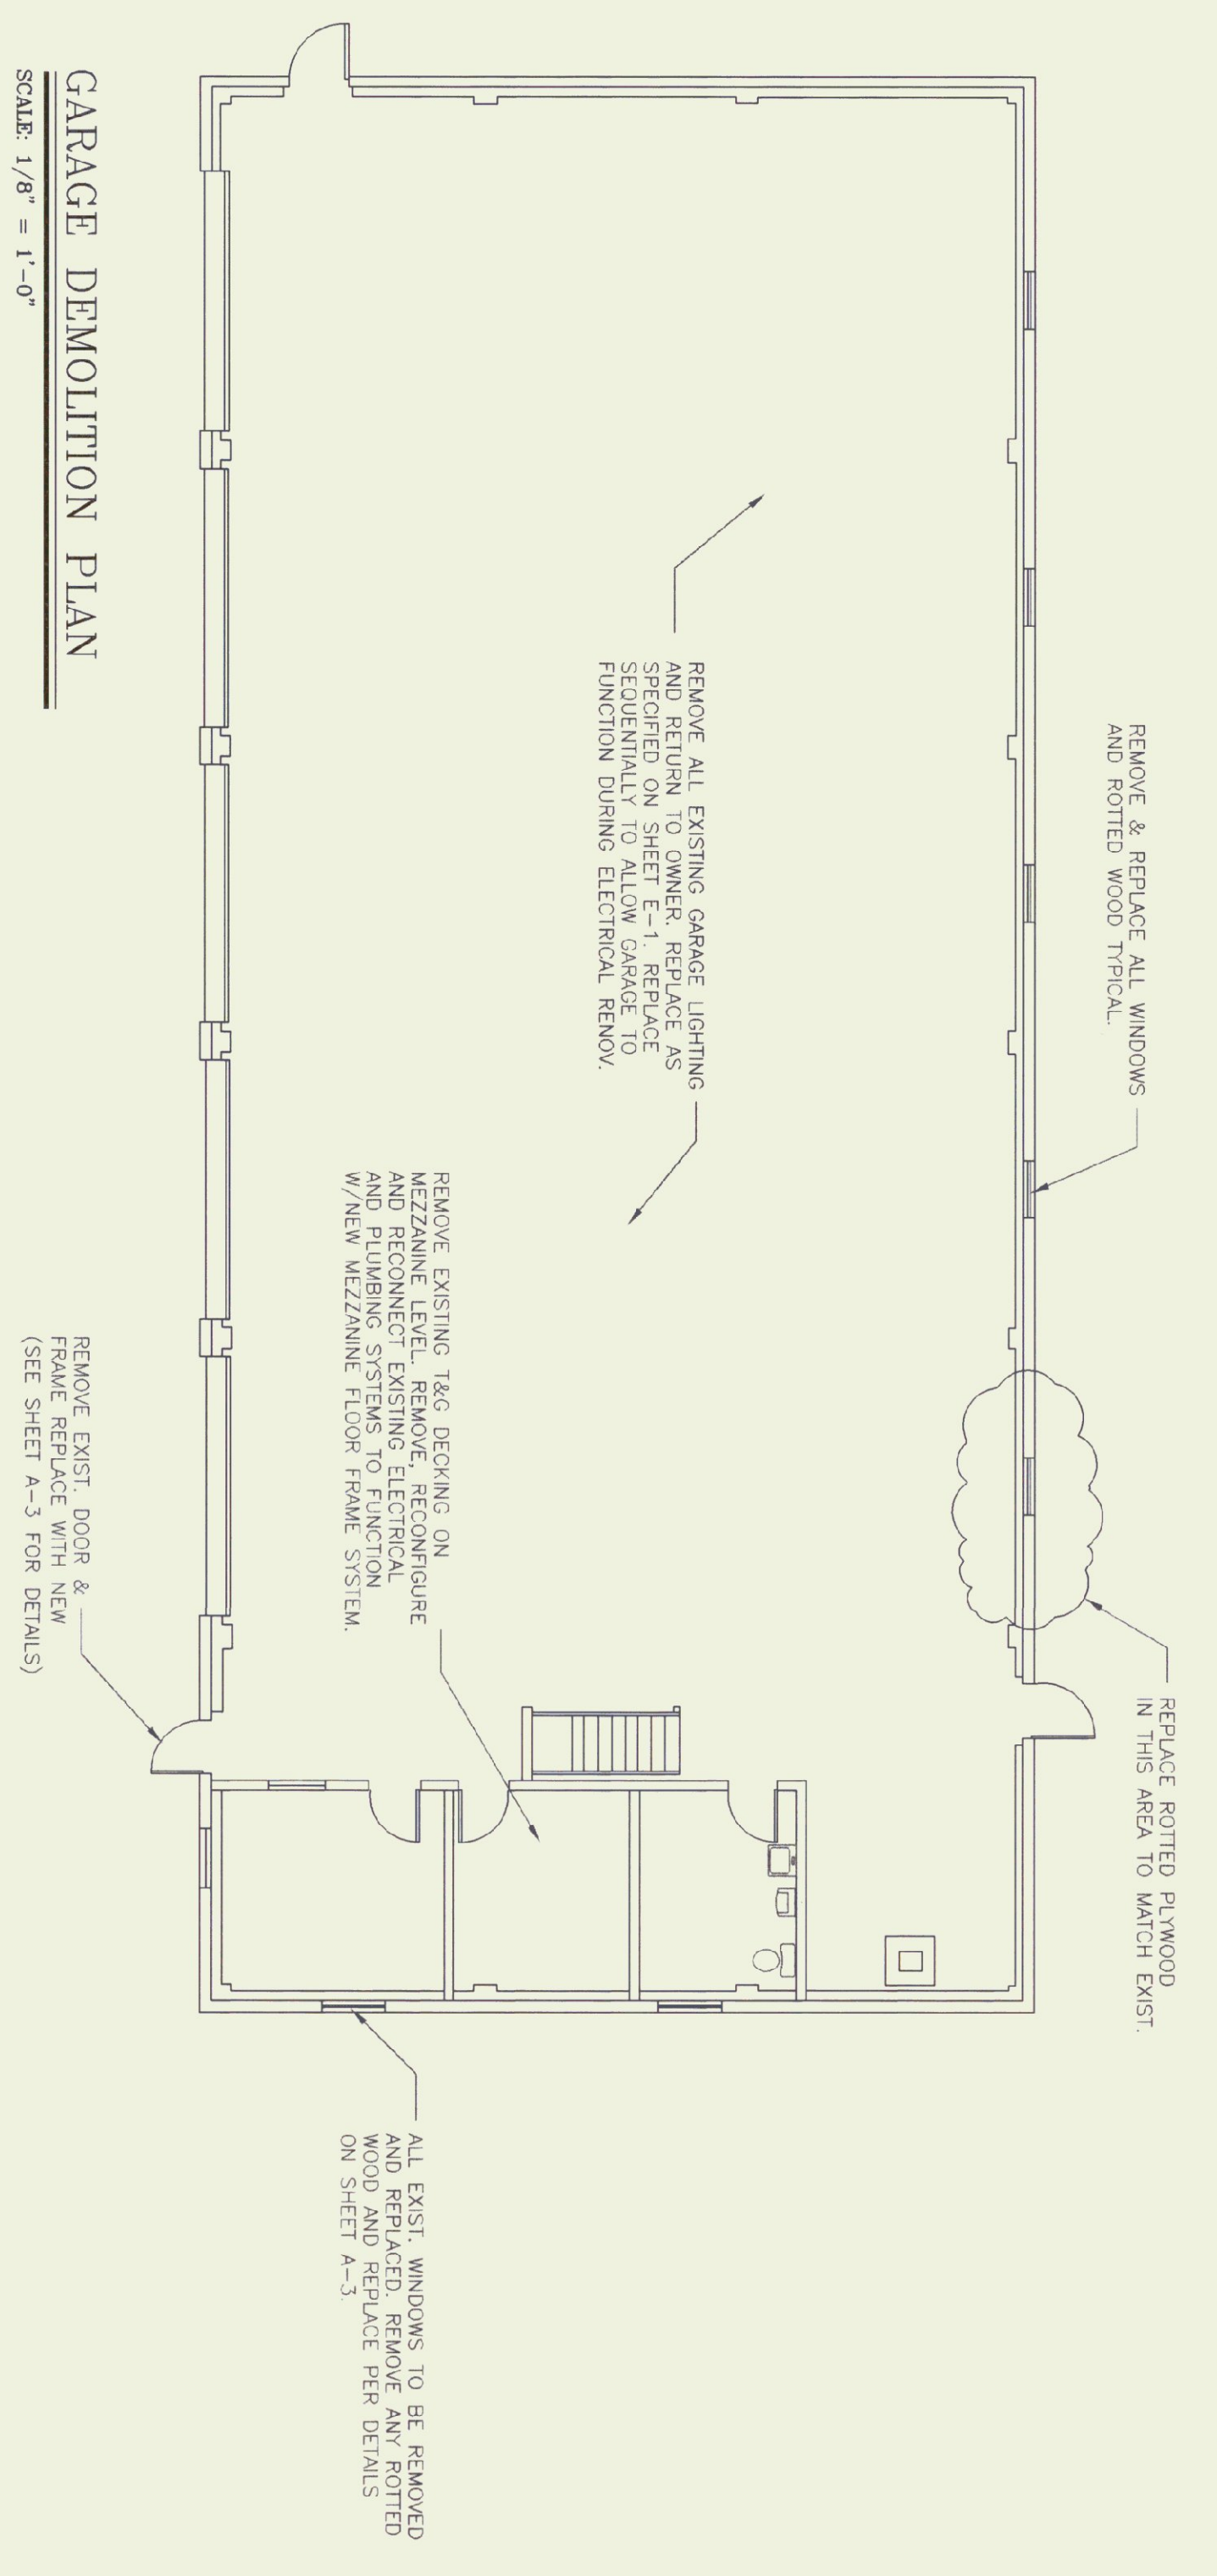 REMOVE & REPLACE ALL WINDOWS
AND ROTTED WOOD TYPICAL.
REPLACE ROTTED PLYWOOD
IN THIS AREA TO MATCH EXIST.
REMOVE ALL EXISTING GARAGE LIGHTING
AND RETURN TO OWNER. REPLACE AS
SPECIFIED ON SHEET E-1. REPLACE
SEQUENTIALLY TO ALLOW GARAGE TO
FUNCTION DURING ELECTRICAL RENOV.
REMOVE EXISTING T&G DECKING ON
MEZZANINE LEVEL. REMOVE, RECONFIGURE
AND RECONNECT EXISTING ELECTRICAL
AND PLUMBING SYSTEMS TO FUNCTION
W/NEW MEZZANINE FLOOR FRAME SYSTEM.
ALL EXIST. WINDOWS TO BE REMOVED
AND REPLACED. REMOVE ANY ROTTED
WOOD AND REPLACE PER DETAILS
ON SHEET A-3.
REMOVE EXIST. DOOR &
FRAME REPLACE WITH NEW
(SEE SHEET A-3 FOR DETAILS)
GARAGE DEMOLITION PLAN
SCALE: 1/8" = 1'-0"